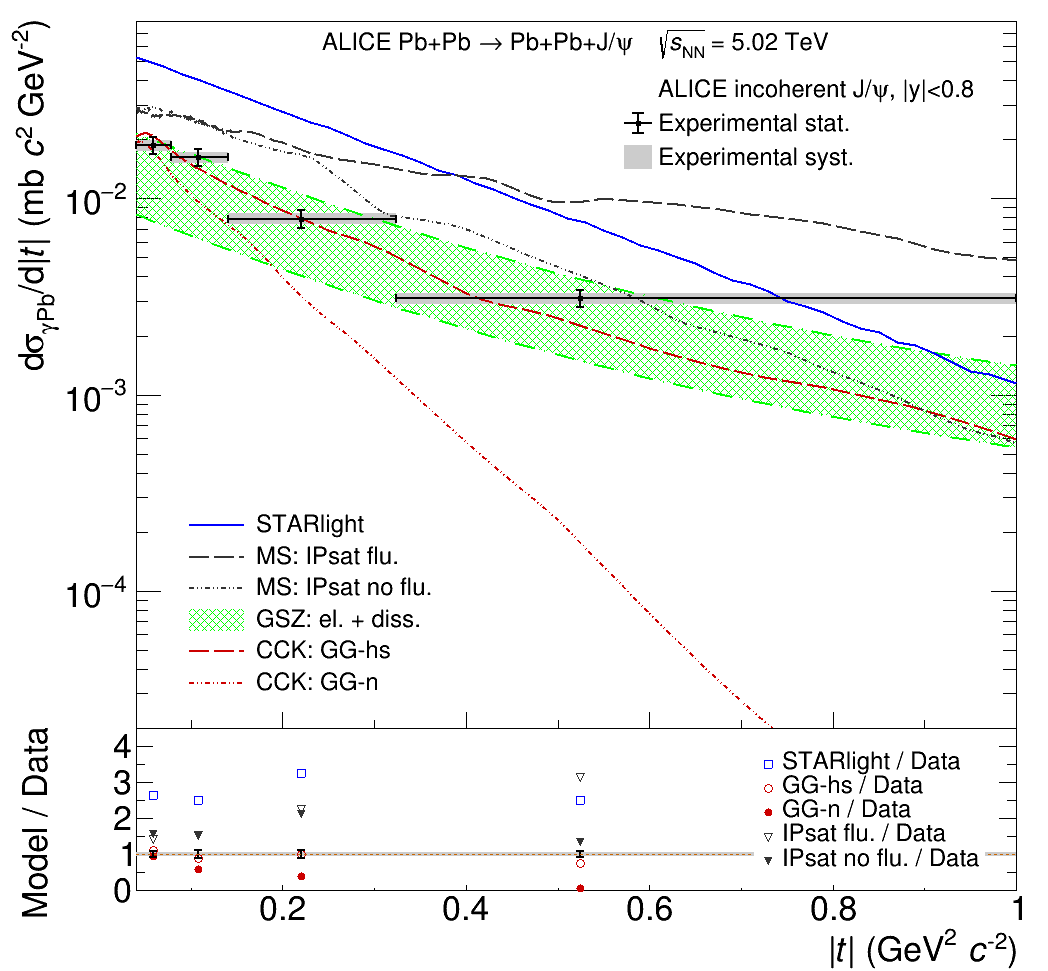 ALICE Pb+Pb → Pb+Pb+J/ψ √sNN = 5.02 TeV
ALICE incoherent J/ψ, |y|<0.8
Experimental stat.
Experimental syst.
dσγPb/d|t| (mb c² GeV⁻²)
10⁻²
10⁻³
10⁻⁴
STARlight
MS: IPsat flu.
MS: IPsat no flu.
GSZ: el. + diss.
CCK: GG-hs
CCK: GG-n
Model / Data
4
3
2
1
0
STARlight / Data
GG-hs / Data
GG-n / Data
IPsat flu. / Data
IPsat no flu. / Data
0.2 0.4 0.6 0.8 1
|t| (GeV² c⁻²)